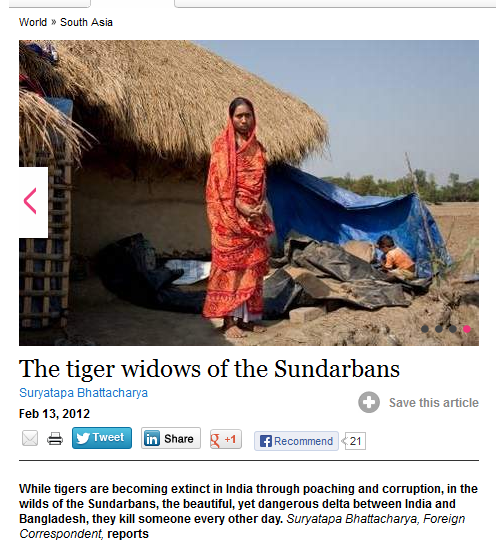 World » South Asia
The tiger widows of the Sundarbans
Suryatapa Bhattacharya
Feb 13, 2012
Save this article
Tweet
Share
g +1
Recommend
21
While tigers are becoming extinct in India through poaching and corruption, in the
wilds of the Sundarbans, the beautiful, yet dangerous delta between India and
Bangladesh, they kill someone every other day. Suryatapa Bhattacharya, Foreign
Correspondent, reports